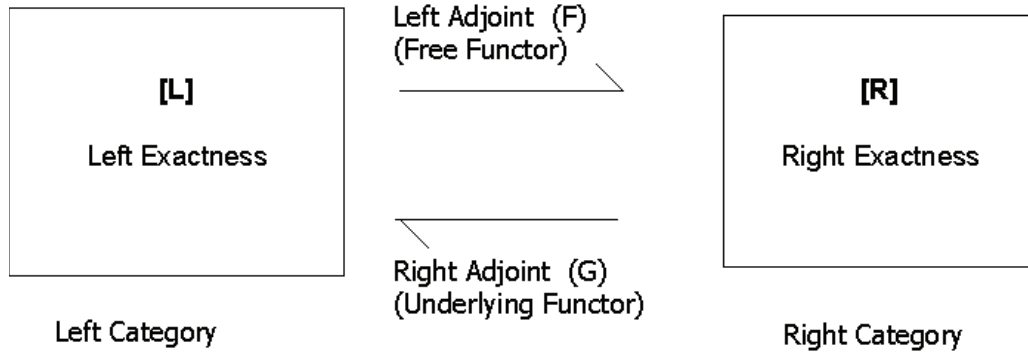 Left Adjoint (F)
(Free Functor)
[L]
Left Exactness
[R]
Right Exactness
Right Adjoint (G)
(Underlying Functor)
Left Category
Right Category